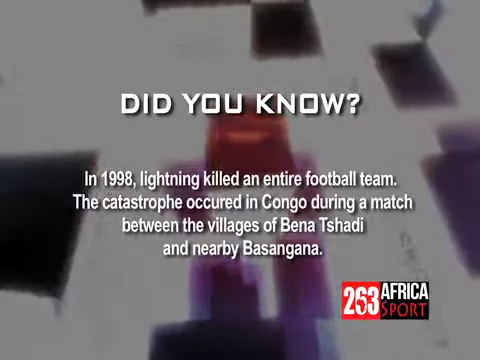 DID YOU KNOW?
In 1998, lightning killed an entire football team.
The catastrophe occured in Congo during a match
between the villages of Bena Tshadi
and nearby Basangana.
263 AFRICA
SPORT